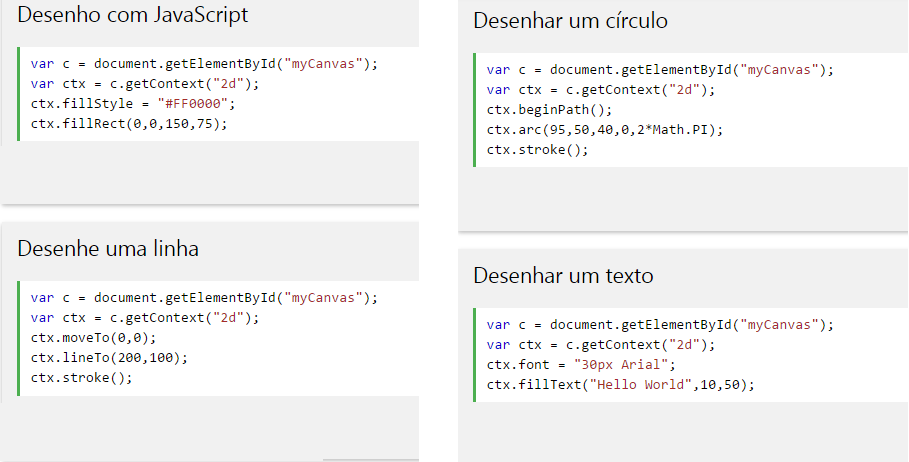 Desenho com JavaScript
var c = document.getElementById("myCanvas");
var ctx = c.getContext("2d");
ctx.fillStyle = "#FF0000";
ctx.fillRect(0,0,150,75);
Desenhe uma linha
var c = document.getElementById("myCanvas");
var ctx = c.getContext("2d");
ctx.moveTo(0,0);
ctx.lineTo(200,100);
ctx.stroke();
Desenhar um círculo
var c = document.getElementById("myCanvas");
var ctx = c.getContext("2d");
ctx.beginPath();
ctx.arc(95,50,40,0,2*Math.PI);
ctx.stroke();
Desenhar um texto
var c = document.getElementById("myCanvas");
var ctx = c.getContext("2d");
ctx.font = "30px Arial";
ctx.fillText("Hello World",10,50);